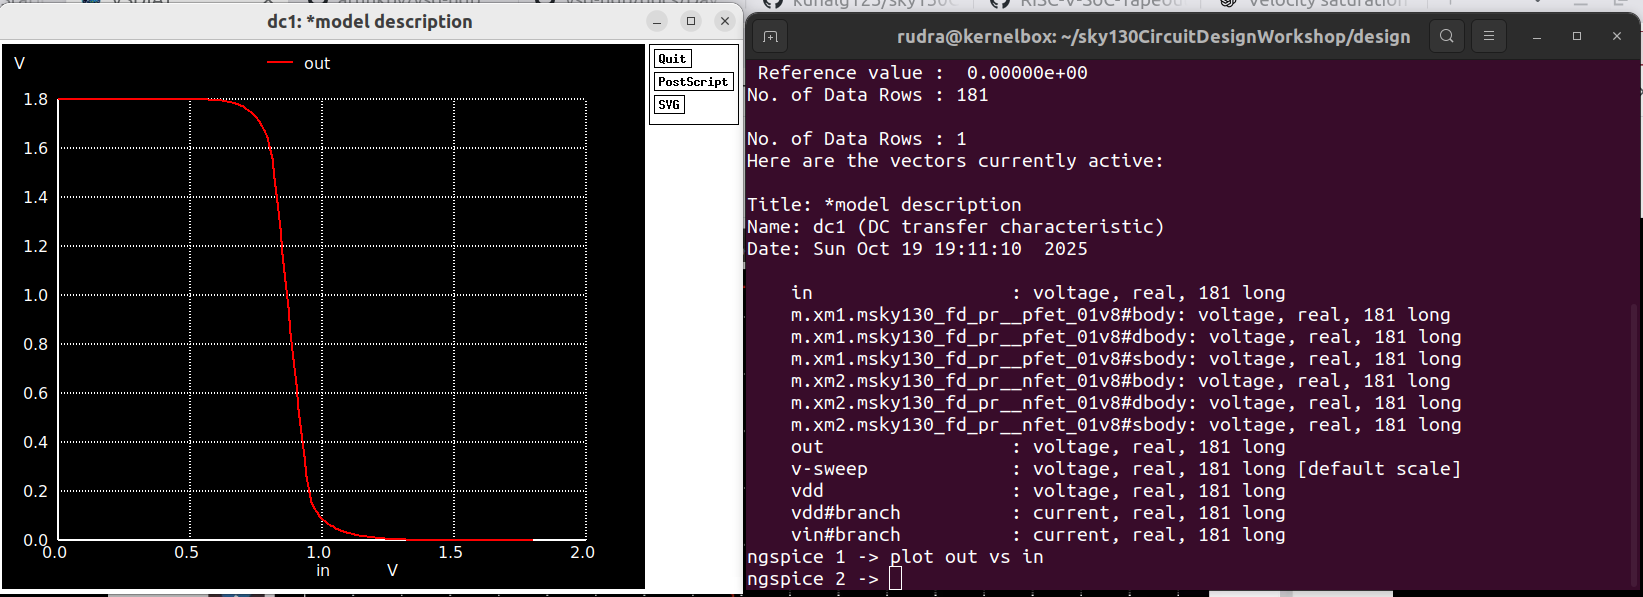 dc1: *model description
V
out
1.8
1.6
1.4
1.2
1.0
0.8
0.6
0.4
0.2
0.0
0.0 0.5 1.0 1.5 2.0
in V
Quit
PostScript
SVG
rudra@kernelbox: ~/sky130CircuitDesignWorkshop/design
Reference value :  0.00000e+00
No. of Data Rows : 181
No. of Data Rows : 1
Here are the vectors currently active:
Title: *model description
Name: dc1 (DC transfer characteristic)
Date: Sun Oct 19 19:11:10  2025
in                  : voltage, real, 181 long
m.xm1.msky130_fd_pr__pfet_01v8#body: voltage, real, 181 long
m.xm1.msky130_fd_pr__pfet_01v8#dbody: voltage, real, 181 long
m.xm1.msky130_fd_pr__pfet_01v8#sbody: voltage, real, 181 long
m.xm2.msky130_fd_pr__nfet_01v8#body: voltage, real, 181 long
m.xm2.msky130_fd_pr__nfet_01v8#dbody: voltage, real, 181 long
m.xm2.msky130_fd_pr__nfet_01v8#sbody: voltage, real, 181 long
out                 : voltage, real, 181 long
v-sweep             : voltage, real, 181 long [default scale]
vdd                 : voltage, real, 181 long
vdd#branch          : current, real, 181 long
vin#branch          : current, real, 181 long
ngspice 1 -> plot out vs in
ngspice 2 ->